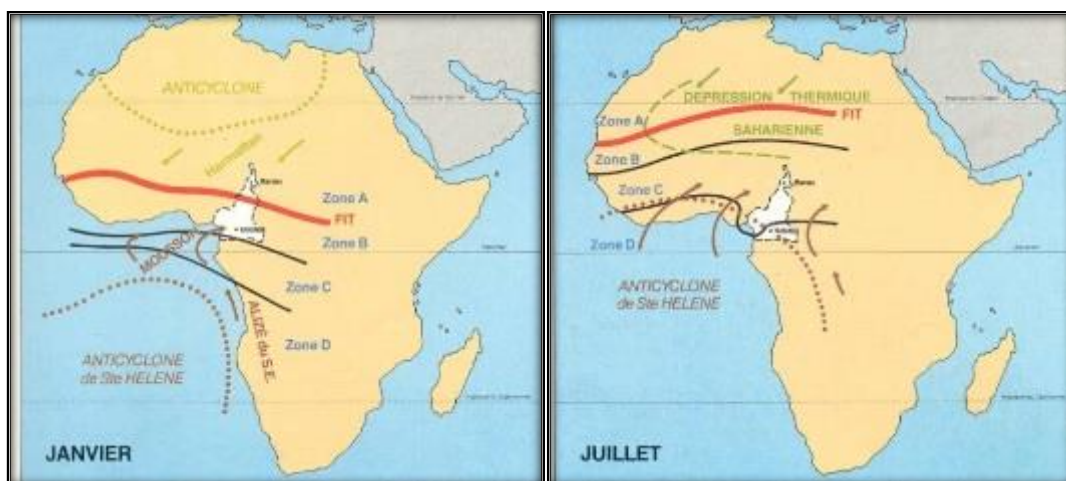 ANTICYCLONE
Harmattan
Maroua
Zone A
FIT
Zone B
MOUSSON
Zone C
ALIZÉ du S.E.
Zone D
ANTICYCLONE
de Ste HELENE
JANVIER
DEPRESSION THERMIQUE
Zone A
FIT
SAHARIENNE
Zone B
Zone C
Zone D
ANTICYCLONE
de Ste HELENE
JUILLET